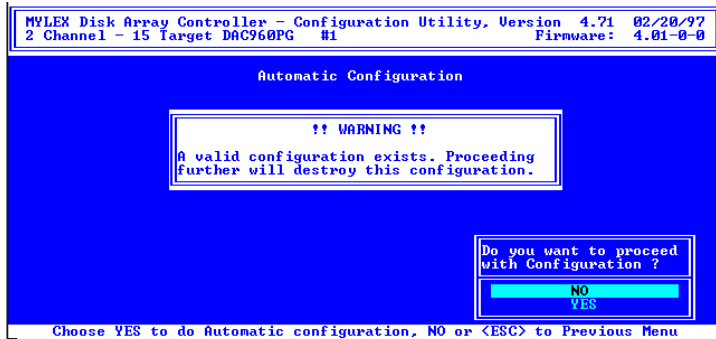 MYLEX Disk Array Controller - Configuration Utility, Version 4.71 02/20/97
2 Channel - 15 Target DAC960PG #1 Firmware: 4.01-0-0
Automatic Configuration
!! WARNING !!
A valid configuration exists. Proceeding
further will destroy this configuration.
Do you want to proceed
with Configuration ?
NO
YES
Choose YES to do Automatic configuration, NO or <ESC> to Previous Menu